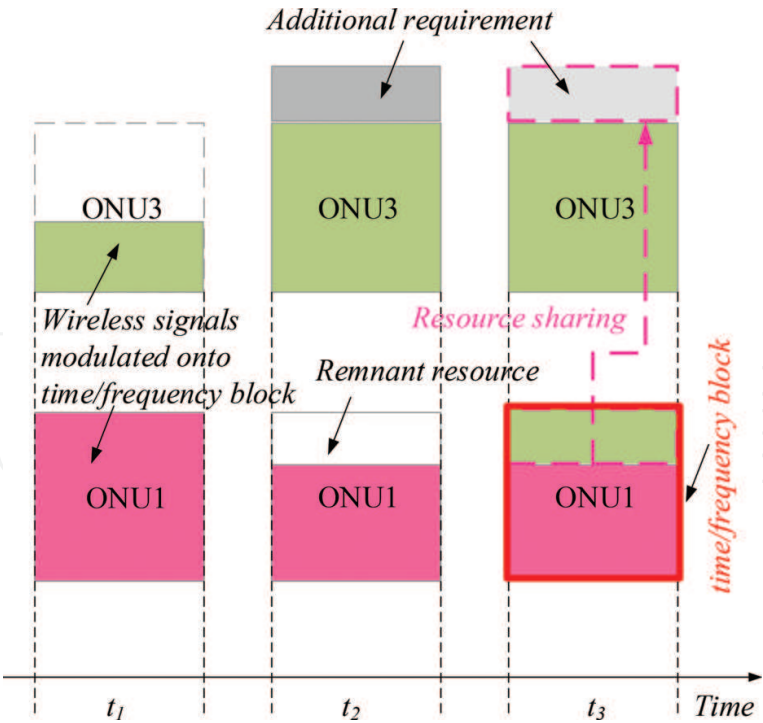 Additional requirement
ONU3
ONU3
ONU3
Wireless signals
modulated onto
time/frequency block
Resource sharing
Remnant resource
time/frequency block
ONU1
ONU1
ONU1
t1
t2
t3
Time